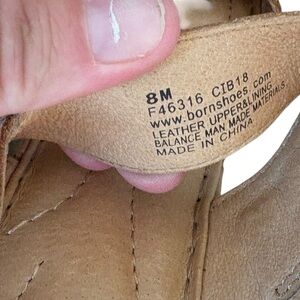 8M
F46316 CIB18
www.bornshoes.com
LEATHER UPPER&LINING
BALANCE MAN MADE MATERIALS
MADE IN CHINA